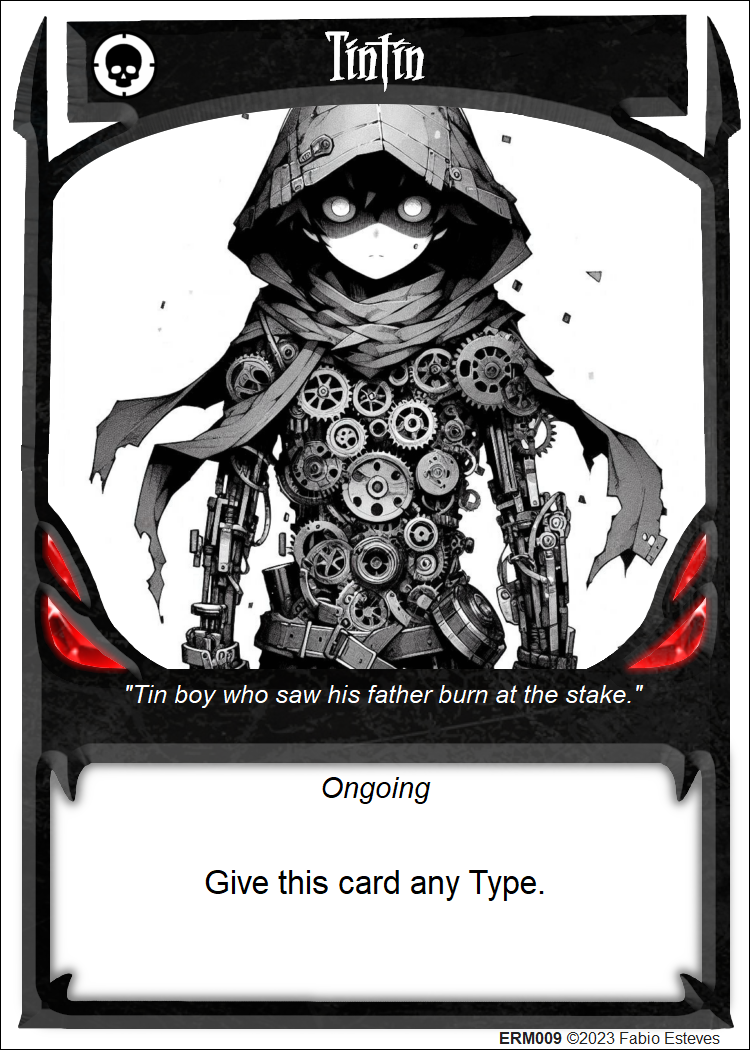 Tintin
"Tin boy who saw his father burn at the stake."
Ongoing
Give this card any Type.
ERM009 ©2023 Fabio Esteves